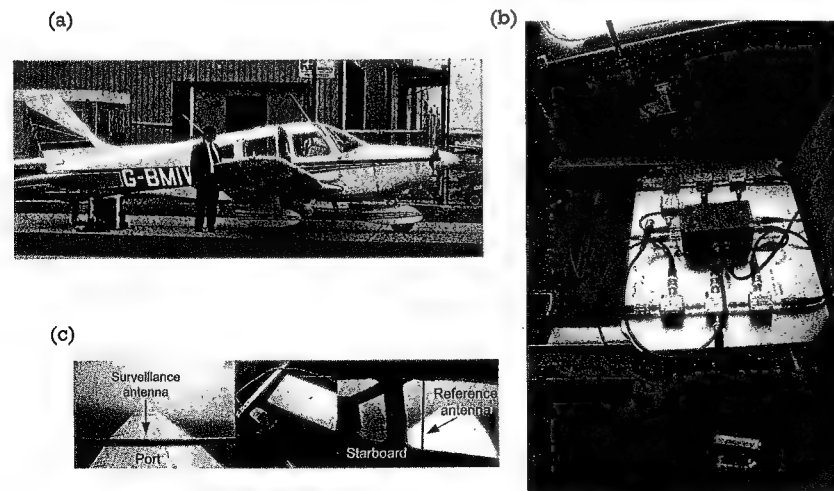 (a)
(b)
G-BMIV
(c)
Surveillance
antenna
Reference
antenna
Starboard
Port